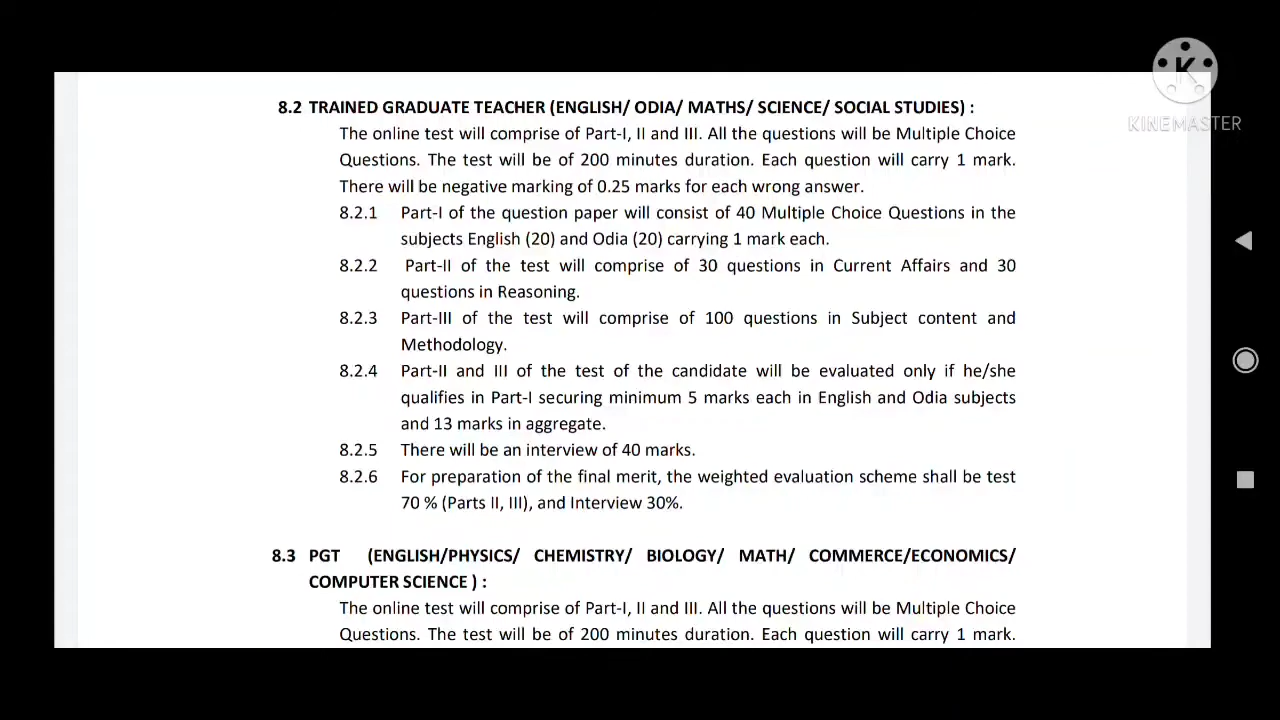 KINEMASTER
8.2 TRAINED GRADUATE TEACHER (ENGLISH/ ODIA/ MATHS/ SCIENCE/ SOCIAL STUDIES) :
The online test will comprise of Part-I, II and III. All the questions will be Multiple Choice
Questions. The test will be of 200 minutes duration. Each question will carry 1 mark.
There will be negative marking of 0.25 marks for each wrong answer.
8.2.1 Part-I of the question paper will consist of 40 Multiple Choice Questions in the
subjects English (20) and Odia (20) carrying 1 mark each.
8.2.2 Part-II of the test will comprise of 30 questions in Current Affairs and 30
questions in Reasoning.
8.2.3 Part-III of the test will comprise of 100 questions in Subject content and
Methodology.
8.2.4 Part-II and III of the test of the candidate will be evaluated only if he/she
qualifies in Part-I securing minimum 5 marks each in English and Odia subjects
and 13 marks in aggregate.
8.2.5 There will be an interview of 40 marks.
8.2.6 For preparation of the final merit, the weighted evaluation scheme shall be test
70 % (Parts II, III), and Interview 30%.
8.3 PGT (ENGLISH/PHYSICS/ CHEMISTRY/ BIOLOGY/ MATH/ COMMERCE/ECONOMICS/
COMPUTER SCIENCE ) :
The online test will comprise of Part-I, II and III. All the questions will be Multiple Choice
Questions. The test will be of 200 minutes duration. Each question will carry 1 mark.